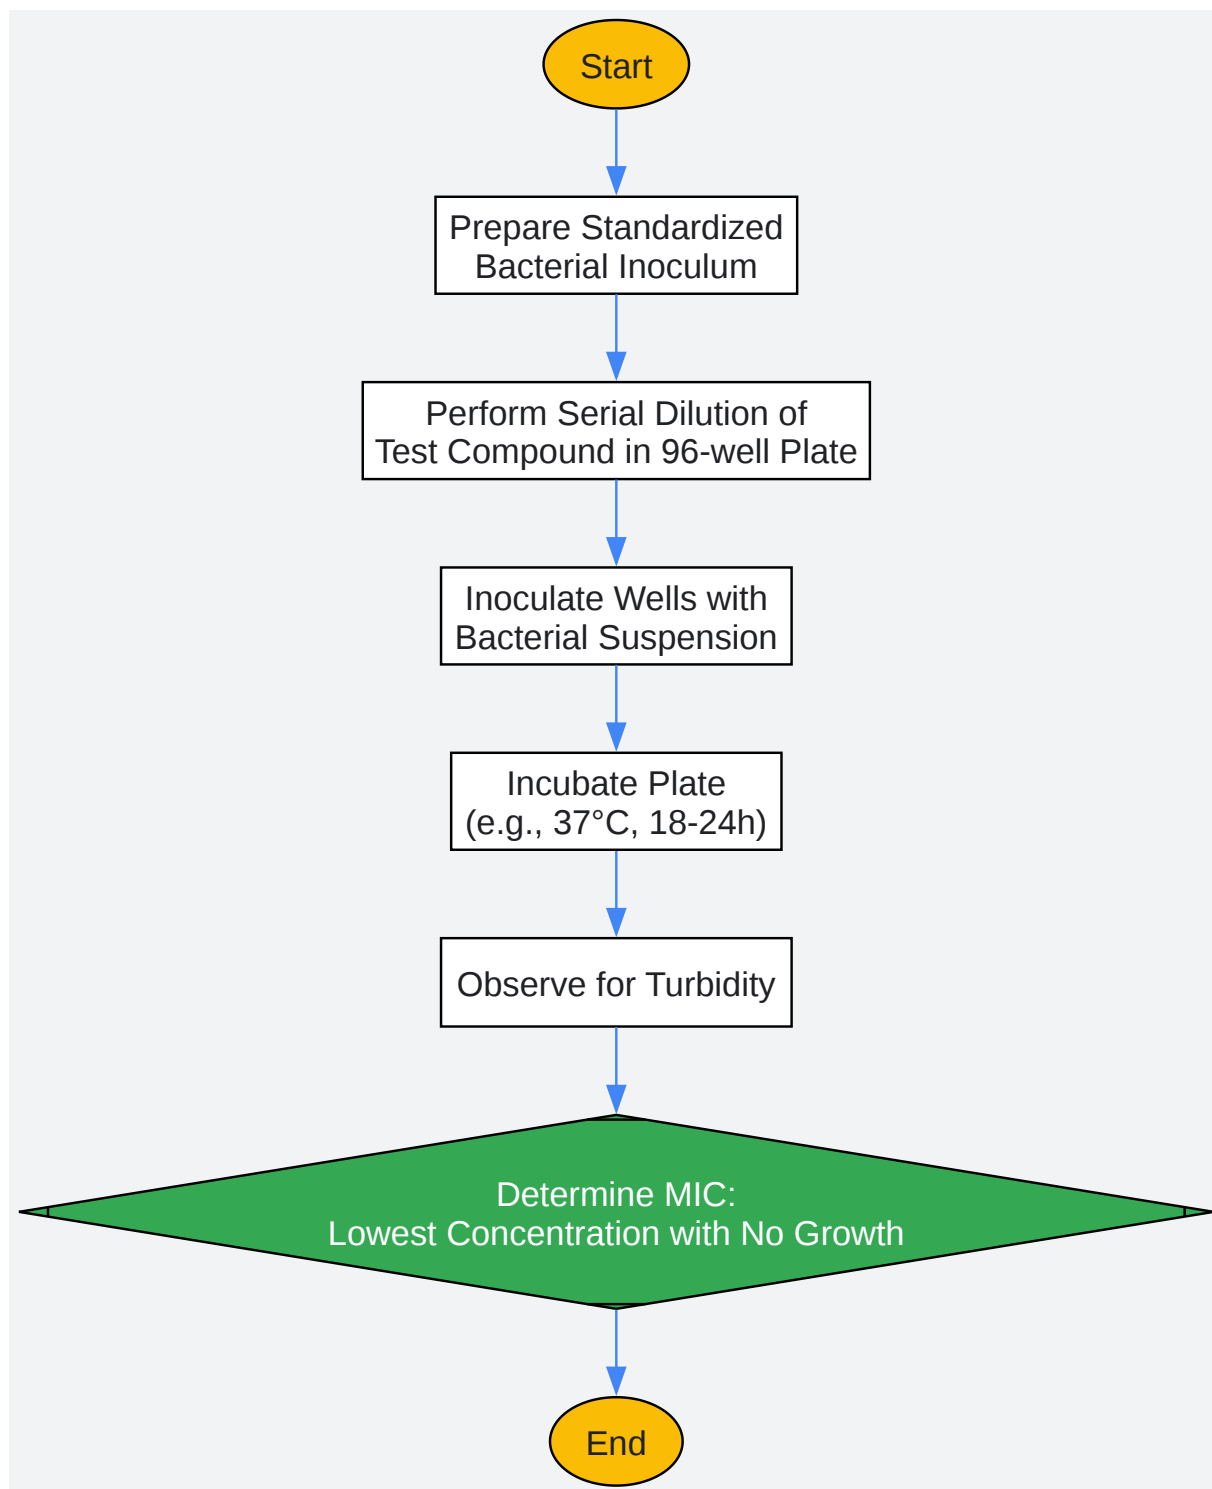 Start
Prepare Standardized
Bacterial Inoculum
Perform Serial Dilution of
Test Compound in 96-well Plate
Inoculate Wells with
Bacterial Suspension
Incubate Plate
(e.g., 37°C, 18-24h)
Observe for Turbidity
Determine MIC:
Lowest Concentration with No Growth
End